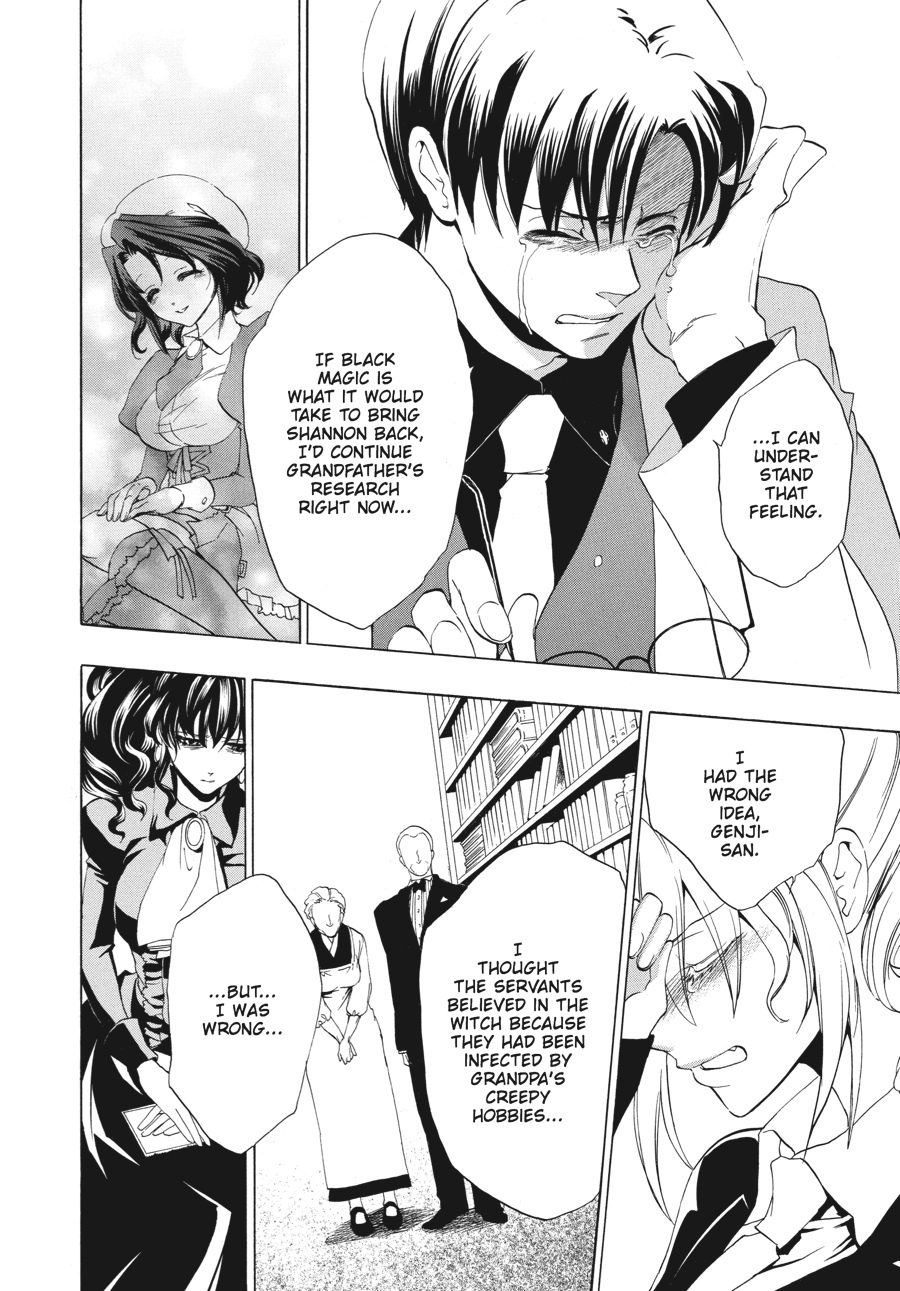 ...I CAN
UNDER-
STAND
THAT
FEELING.
IF BLACK
MAGIC IS
WHAT IT WOULD
TAKE TO BRING
SHANNON BACK,
I'D CONTINUE
GRANDFATHER'S
RESEARCH
RIGHT NOW...
I
HAD THE
WRONG
IDEA,
GENJI-
SAN.
I
THOUGHT
THE SERVANTS
BELIEVED IN THE
WITCH BECAUSE
THEY HAD BEEN
INFECTED BY
GRANDPA'S
CREEPY
HOBBIES...
...BUT...
I WAS
WRONG...